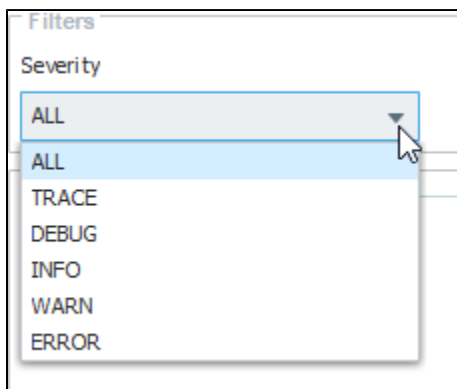 Filters
Severity
ALL
ALL
TRACE
DEBUG
INFO
WARN
ERROR